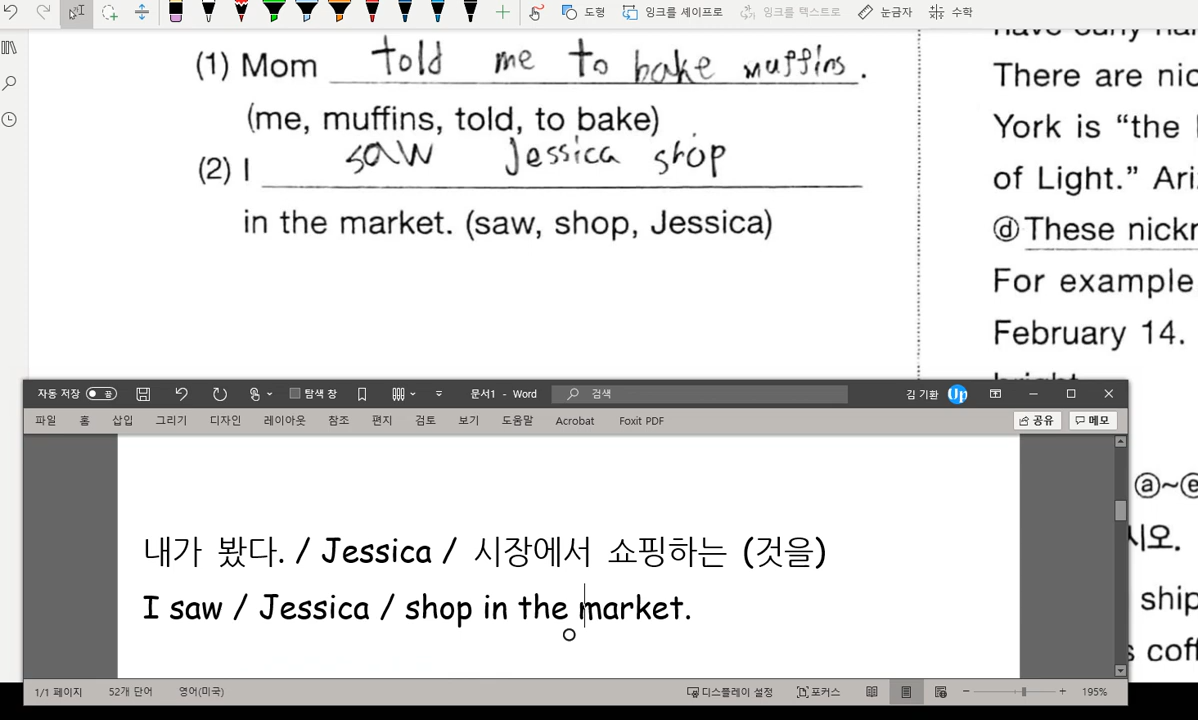 도형 잉크를 셰이프로 잉크를 텍스트로 눈금자 수학
(1) Mom told me to bake muffins.
(me, muffins, told, to bake)
(2) I saw Jessica shop
in the market. (saw, shop, Jessica)
There are nic
York is “the
of Light.” Ari
ⓓ These nickn
For example
February 14.
자동 저장 끔 탐색 창 문서1 - Word 검색 김 기환 Up
파일 홈 삽입 그리기 디자인 레이아웃 참조 편지 검토 보기 도움말 Acrobat Foxit PDF 공유 메모
내가 봤다. / Jessica / 시장에서 쇼핑하는 (것을)
I saw / Jessica / shop in the market.
ⓐ~ⓔ
시오.
ship
s coff
1/1 페이지 52개 단어 영어(미국) 디스플레이 설정 포커스 195%